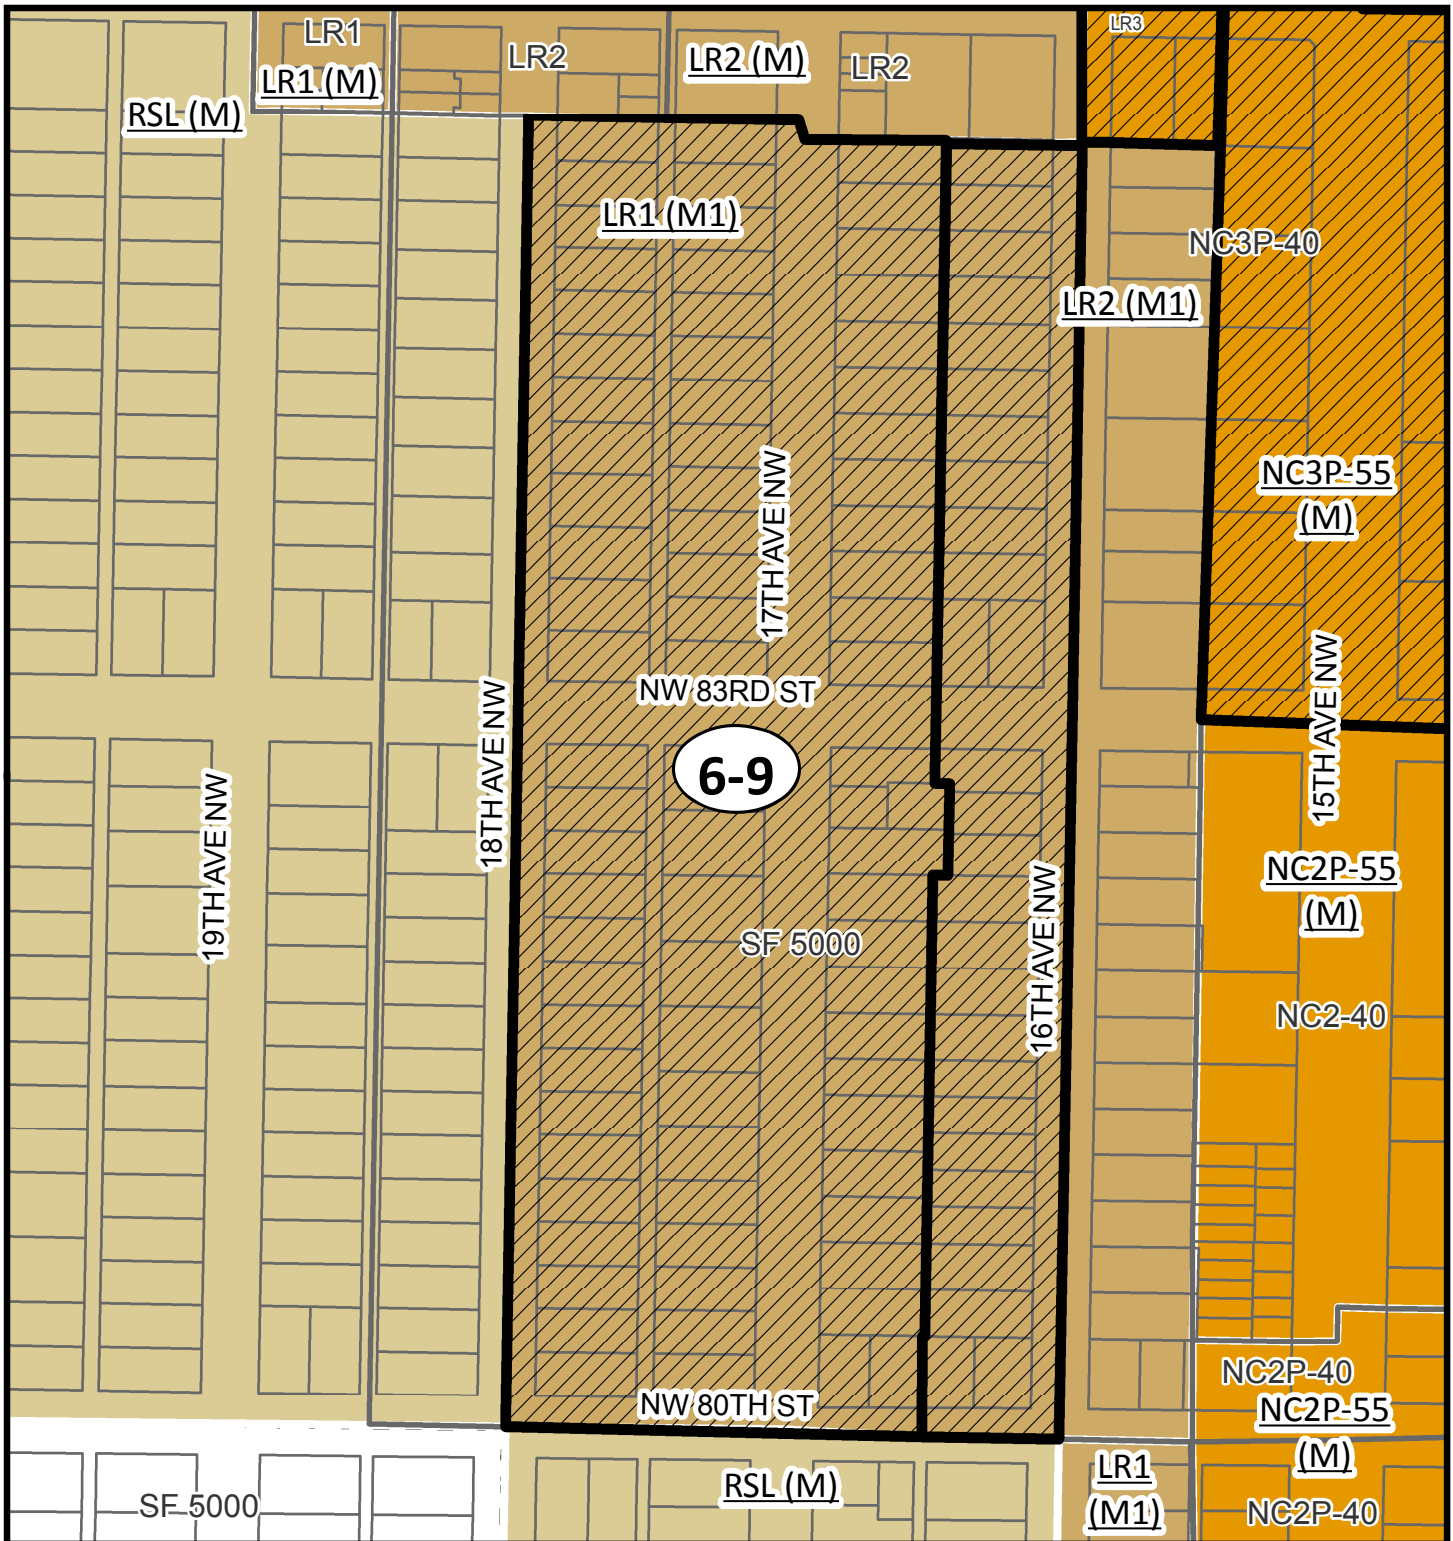 LR1
LR3
LR2
LR2 (M)
LR2
LR1 (M)
RSL (M)
LR1 (M1)
NC3P-40
LR2 (M1)
NC3P-55
(M)
17TH AVE NW
NW 83RD ST
15TH AVE NW
18TH AVE NW
6-9
19TH AVE NW
NC2P-55
(M)
SF 5000
16TH AVE NW
NC2-40
NC2P-40
NW 80TH ST
NC2P-55
(M)
LR1
(M1)
RSL (M)
SF 5000
NC2P-40